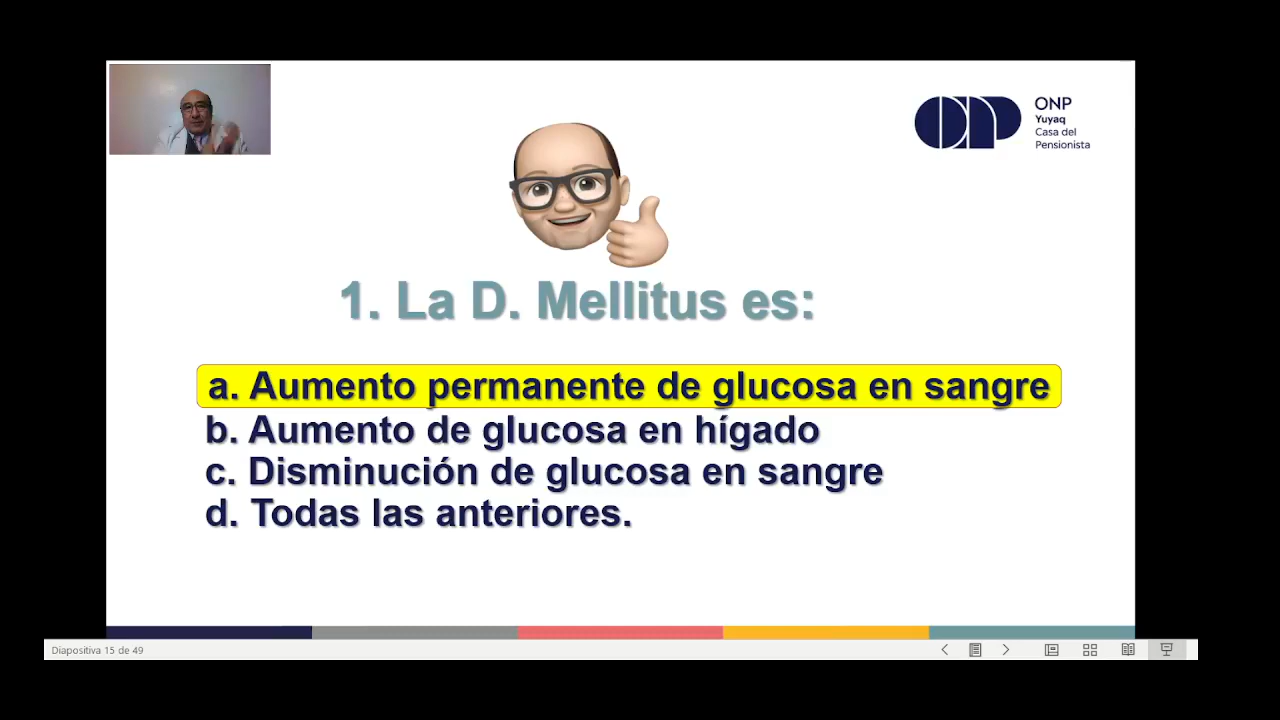 ONP
Yuyaq
Casa del
Pensionista
1. La D. Mellitus es:
a. Aumento permanente de glucosa en sangre
b. Aumento de glucosa en hígado
c. Disminución de glucosa en sangre
d. Todas las anteriores.
Diapositiva 15 de 49